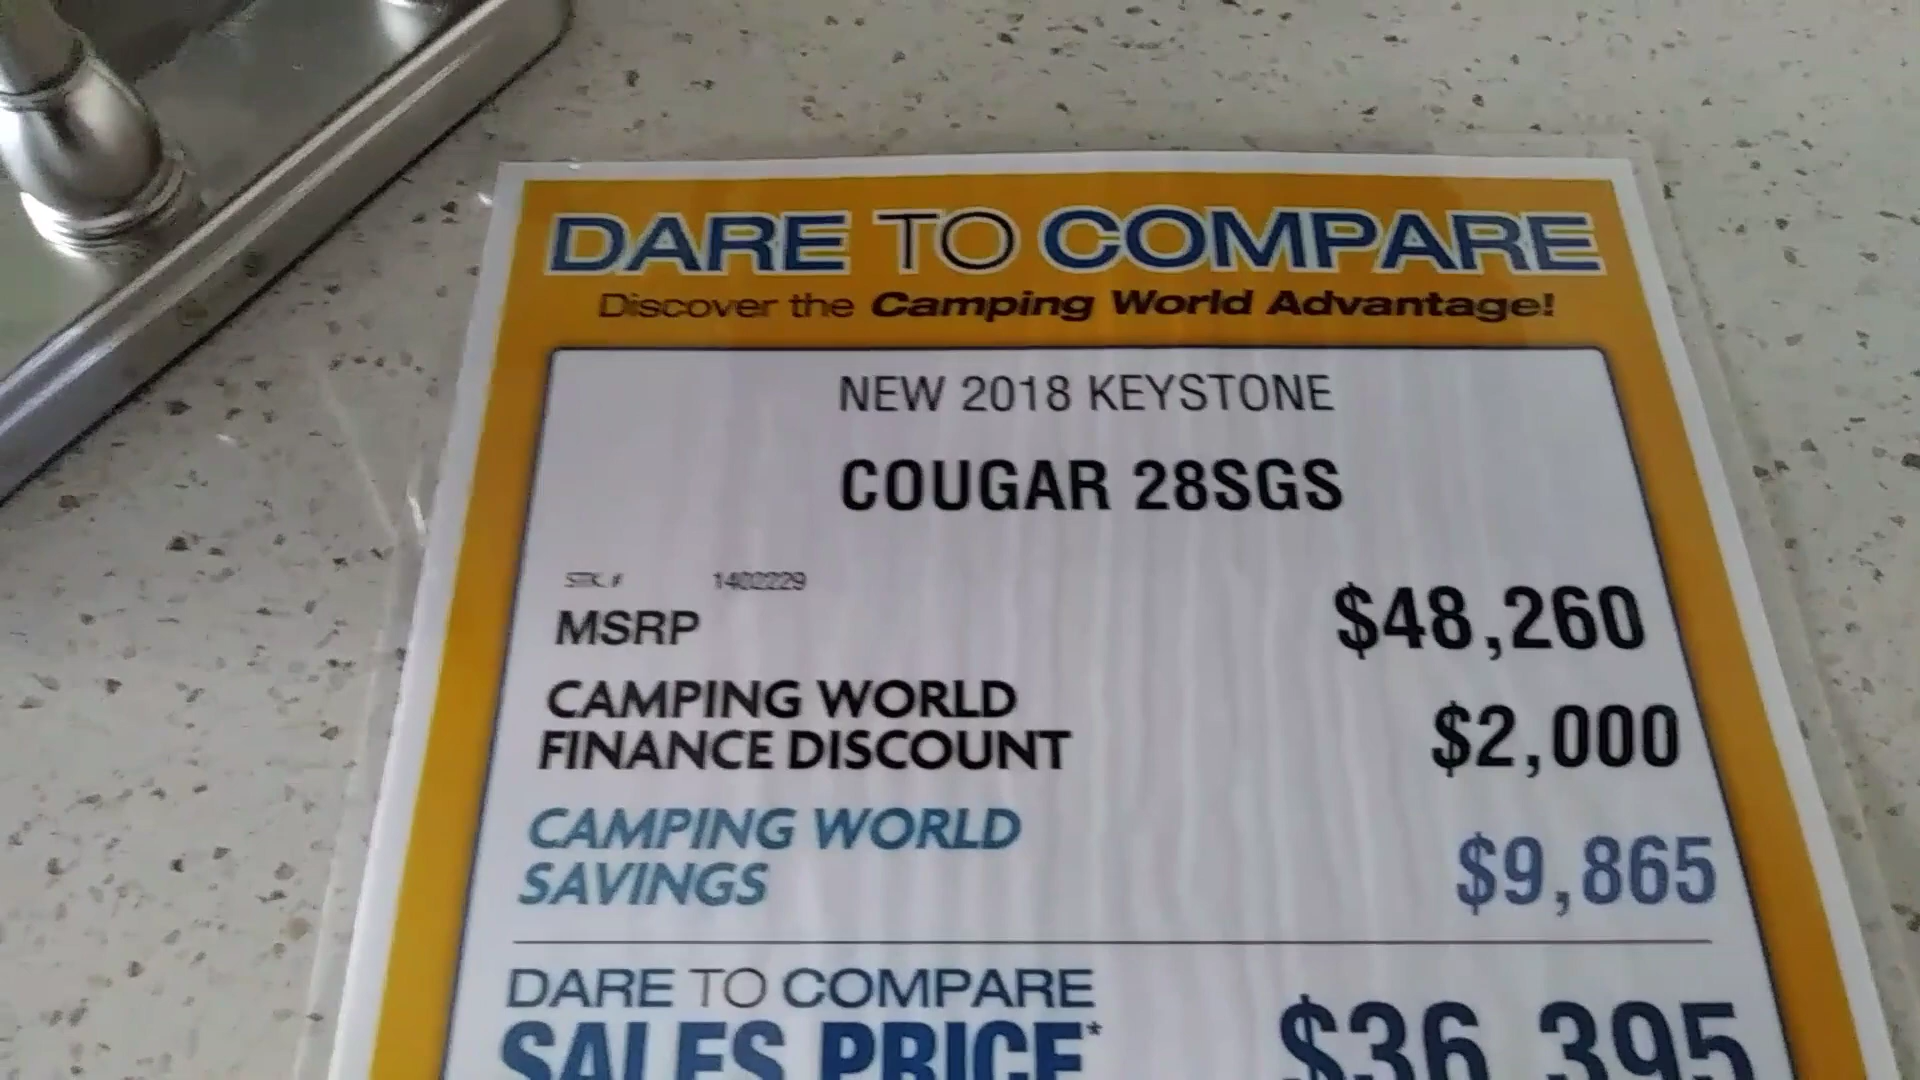 DARE TO COMPARE
Discover the Camping World Advantage!
NEW 2018 KEYSTONE
COUGAR 28SGS
STK. # 1402229
MSRP $48,260
CAMPING WORLD
FINANCE DISCOUNT $2,000
CAMPING WORLD
SAVINGS $9,865
DARE TO COMPARE
SALES PRICE* $36,395